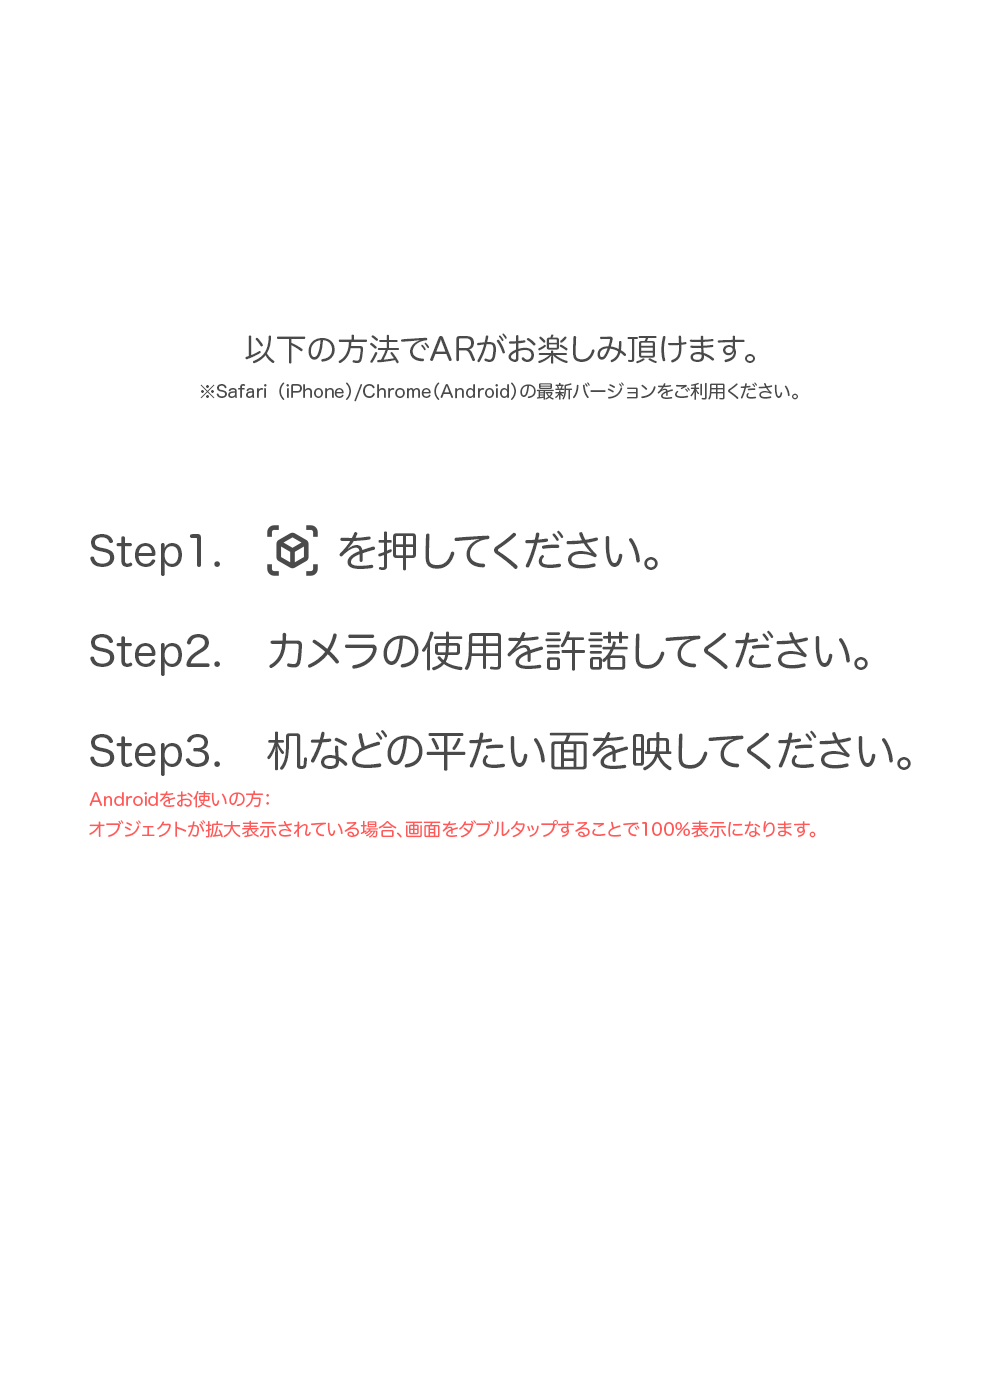 以下の方法でARがお楽しみ頂けます。
※Safari（iPhone）/Chrome（Android）の最新バージョンをご利用ください。
Step1. を押してください。
Step2. カメラの使用を許諾してください。
Step3. 机などの平たい面を映してください。
Androidをお使いの方：
オブジェクトが拡大表示されている場合、画面をダブルタップすることで100%表示になります。